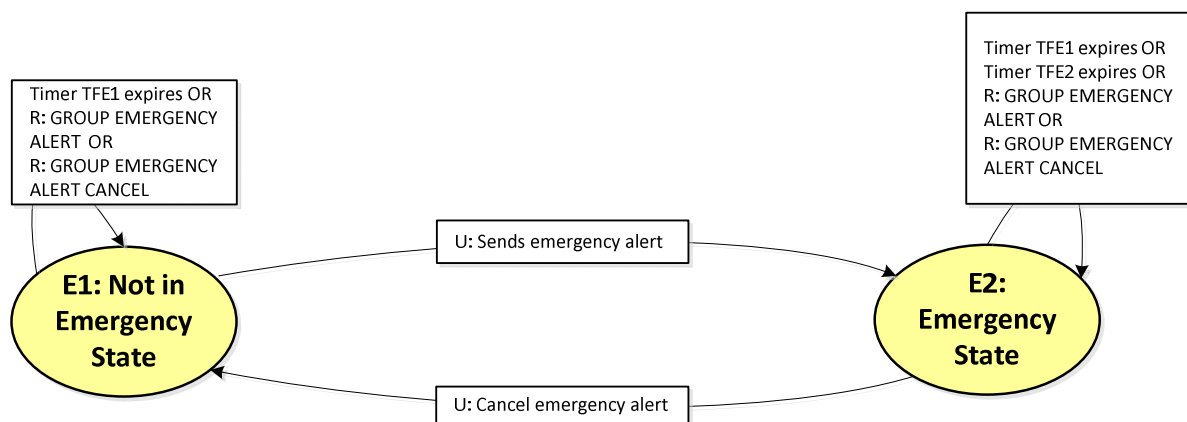 Timer TFE1 expires OR
R: GROUP EMERGENCY
ALERT OR
R: GROUP EMERGENCY
ALERT CANCEL
Timer TFE1 expires OR
Timer TFE2 expires OR
R: GROUP EMERGENCY
ALERT OR
R: GROUP EMERGENCY
ALERT CANCEL
U: Sends emergency alert
E1: Not in
Emergency
State
E2:
Emergency
State
U: Cancel emergency alert